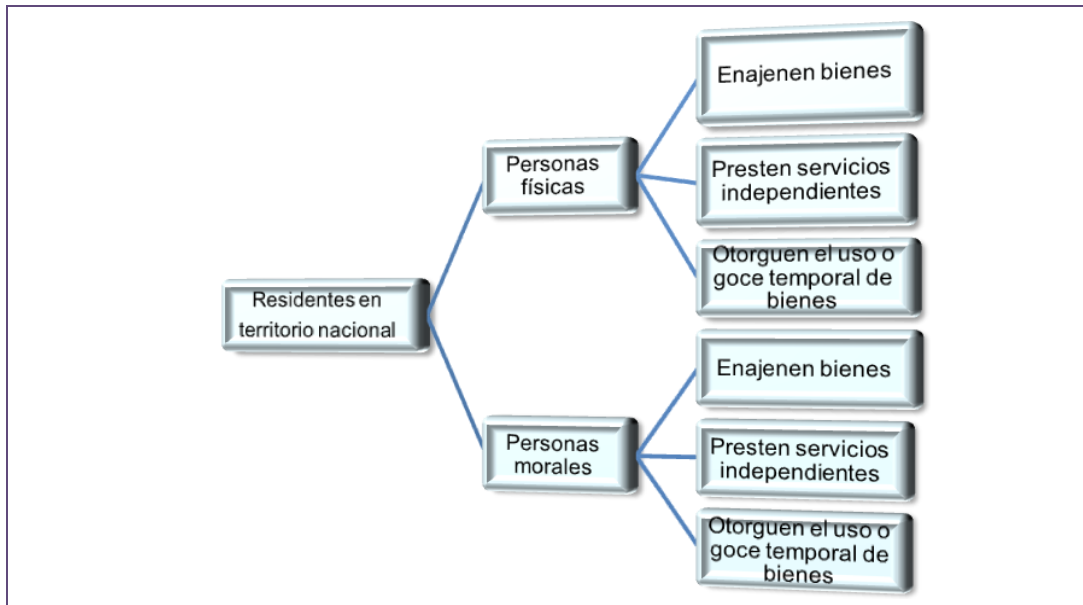 Residentes en
territorio nacional
Personas
físicas
Enajenen bienes
Presten servicios
independientes
Otorguen el uso o
goce temporal de
bienes
Personas
morales
Enajenen bienes
Presten servicios
independientes
Otorguen el uso o
goce temporal de
bienes